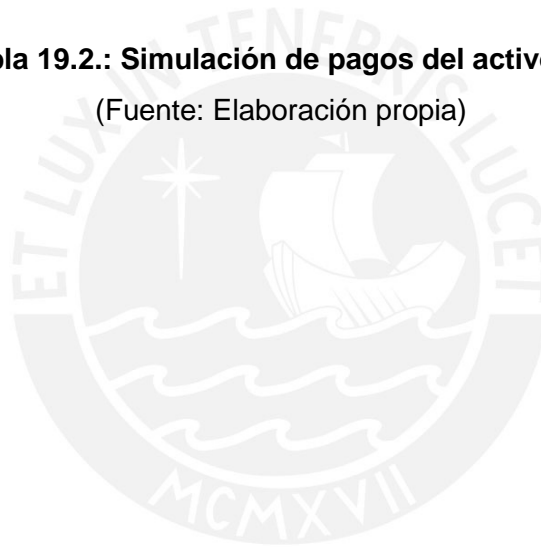 bla 19.2.: Simulación de pagos del activo
(Fuente: Elaboración propia)
ET LUX IN TENEBRIS LUCET
MCMXVII